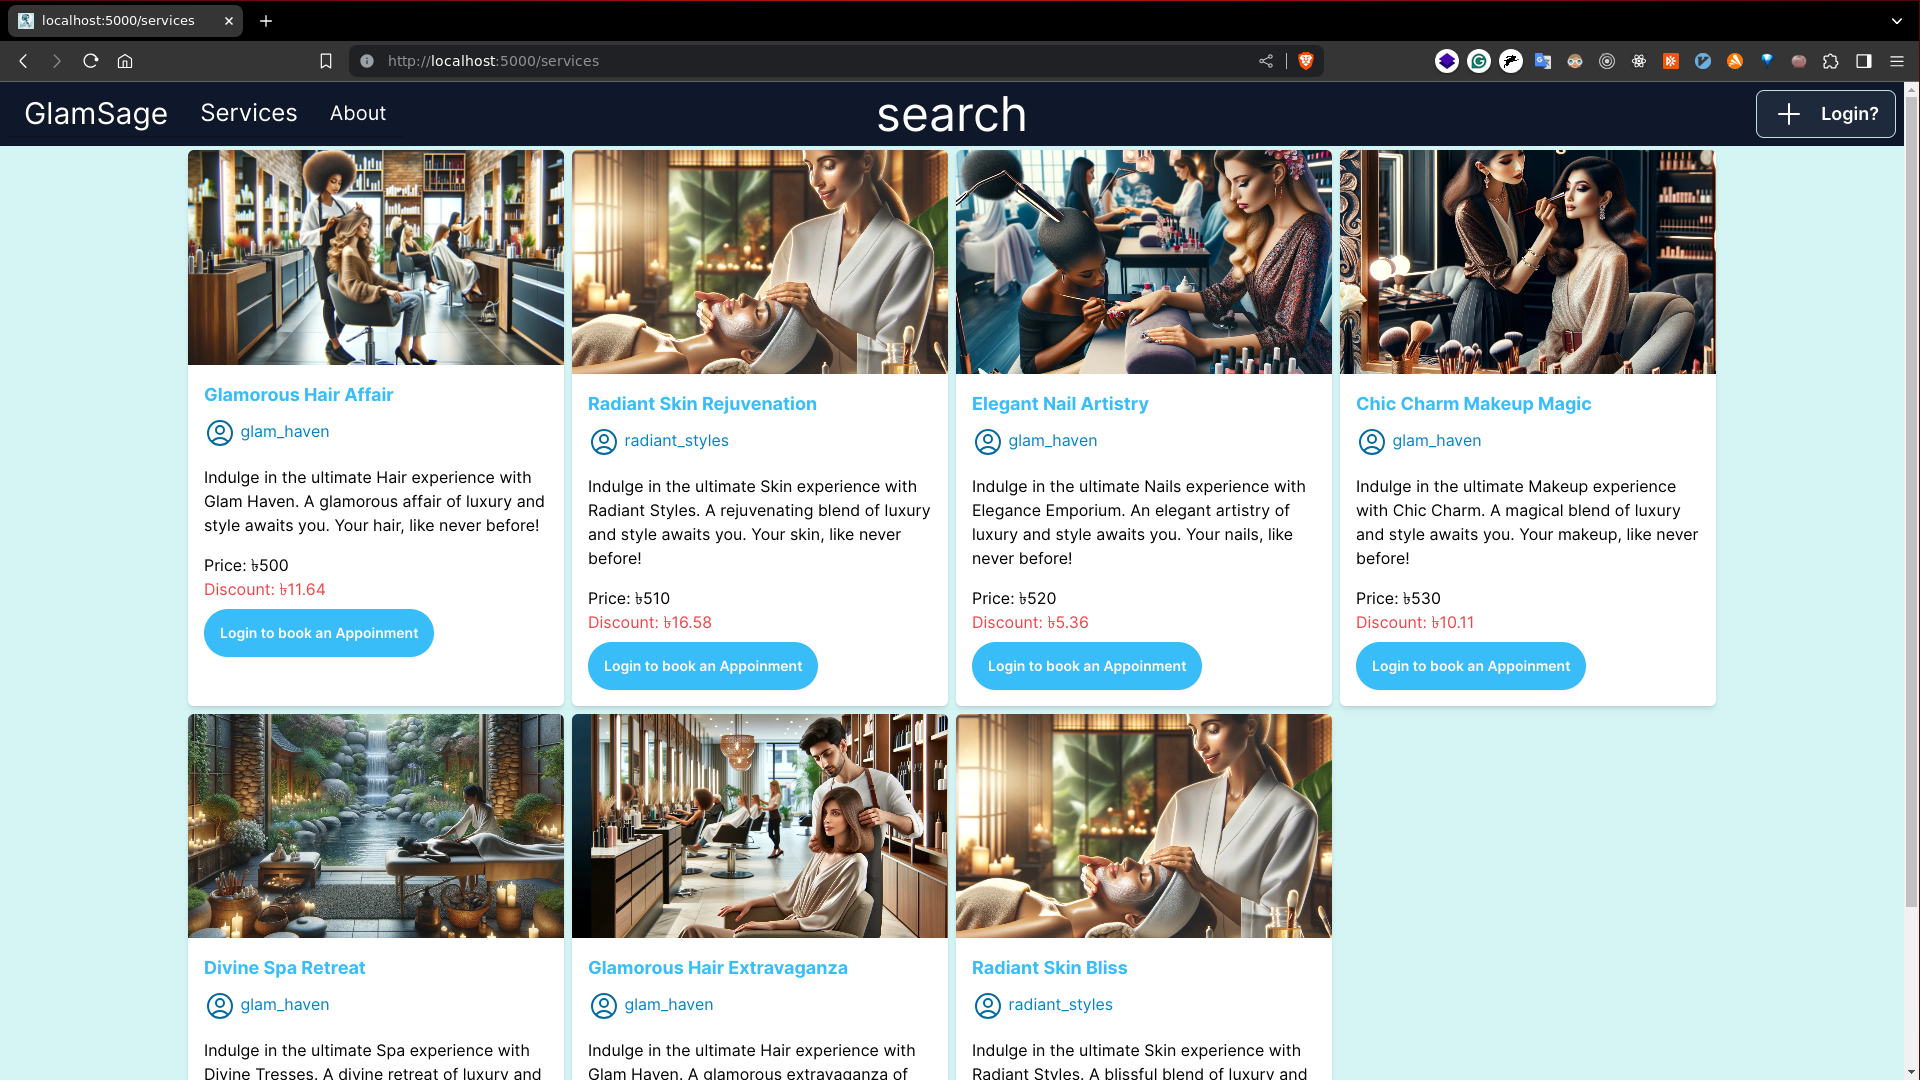 localhost:5000/services
http://localhost:5000/services
GlamSage Services About search Login?
Glamorous Hair Affair
glam_haven
Indulge in the ultimate Hair experience with
Glam Haven. A glamorous affair of luxury and
style awaits you. Your hair, like never before!
Price: ৳500
Discount: ৳11.64
Login to book an Appoinment
Radiant Skin Rejuvenation
radiant_styles
Indulge in the ultimate Skin experience with
Radiant Styles. A rejuvenating blend of luxury
and style awaits you. Your skin, like never
before!
Price: ৳510
Discount: ৳16.58
Login to book an Appoinment
Elegant Nail Artistry
glam_haven
Indulge in the ultimate Nails experience with
Elegance Emporium. An elegant artistry of
luxury and style awaits you. Your nails, like
never before!
Price: ৳520
Discount: ৳5.36
Login to book an Appoinment
Chic Charm Makeup Magic
glam_haven
Indulge in the ultimate Makeup experience
with Chic Charm. A magical blend of luxury
and style awaits you. Your makeup, like never
before!
Price: ৳530
Discount: ৳10.11
Login to book an Appoinment
Divine Spa Retreat
glam_haven
Indulge in the ultimate Spa experience with
Divine Tresses. A divine retreat of luxury and
Glamorous Hair Extravaganza
glam_haven
Indulge in the ultimate Hair experience with
Glam Haven. A glamorous extravaganza of
Radiant Skin Bliss
radiant_styles
Indulge in the ultimate Skin experience with
Radiant Styles. A blissful blend of luxury and